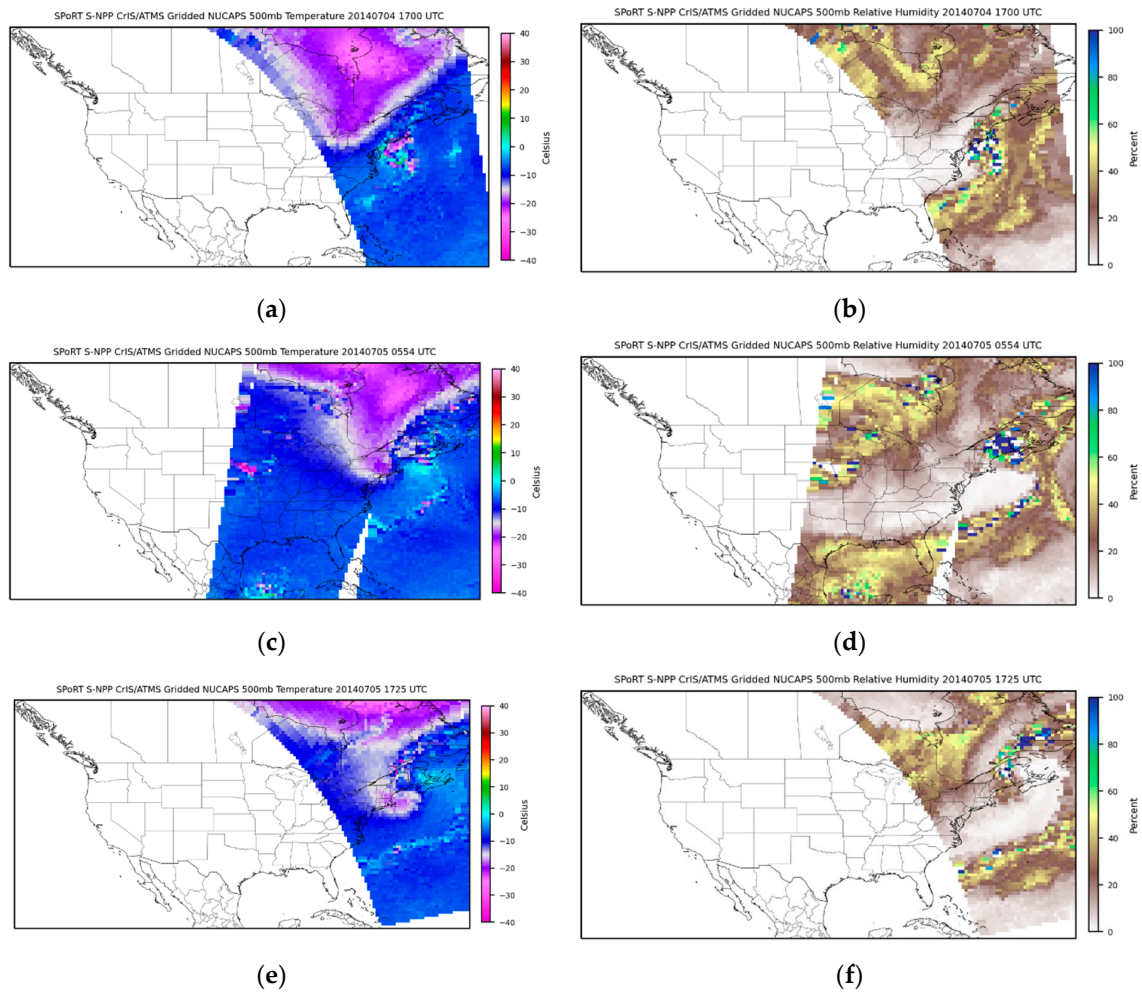 SPoRT S-NPP CrIS/ATMS Gridded NUCAPS 500mb Temperature 20140704 1700 UTC
40
30
20
10
0
−10
−20
−30
−40
Celsius
(a)
SPoRT S-NPP CrIS/ATMS Gridded NUCAPS 500mb Relative Humidity 20140704 1700 UTC
100
80
60
40
20
0
Percent
(b)
SPoRT S-NPP CrIS/ATMS Gridded NUCAPS 500mb Temperature 20140705 0554 UTC
40
30
20
10
0
−10
−20
−30
−40
Celsius
(c)
SPoRT S-NPP CrIS/ATMS Gridded NUCAPS 500mb Relative Humidity 20140705 0554 UTC
100
80
60
40
20
0
Percent
(d)
SPoRT S-NPP CrIS/ATMS Gridded NUCAPS 500mb Temperature 20140705 1725 UTC
40
30
20
10
0
−10
−20
−30
−40
Celsius
(e)
SPoRT S-NPP CrIS/ATMS Gridded NUCAPS 500mb Relative Humidity 20140705 1725 UTC
100
80
60
40
20
0
Percent
(f)